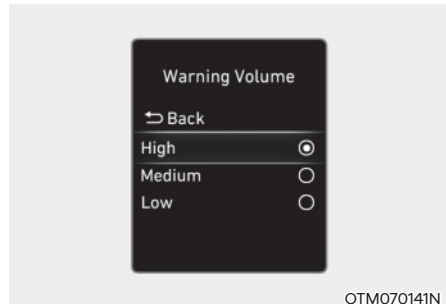 Warning Volume
Back
High
Medium
Low
OTM070141N